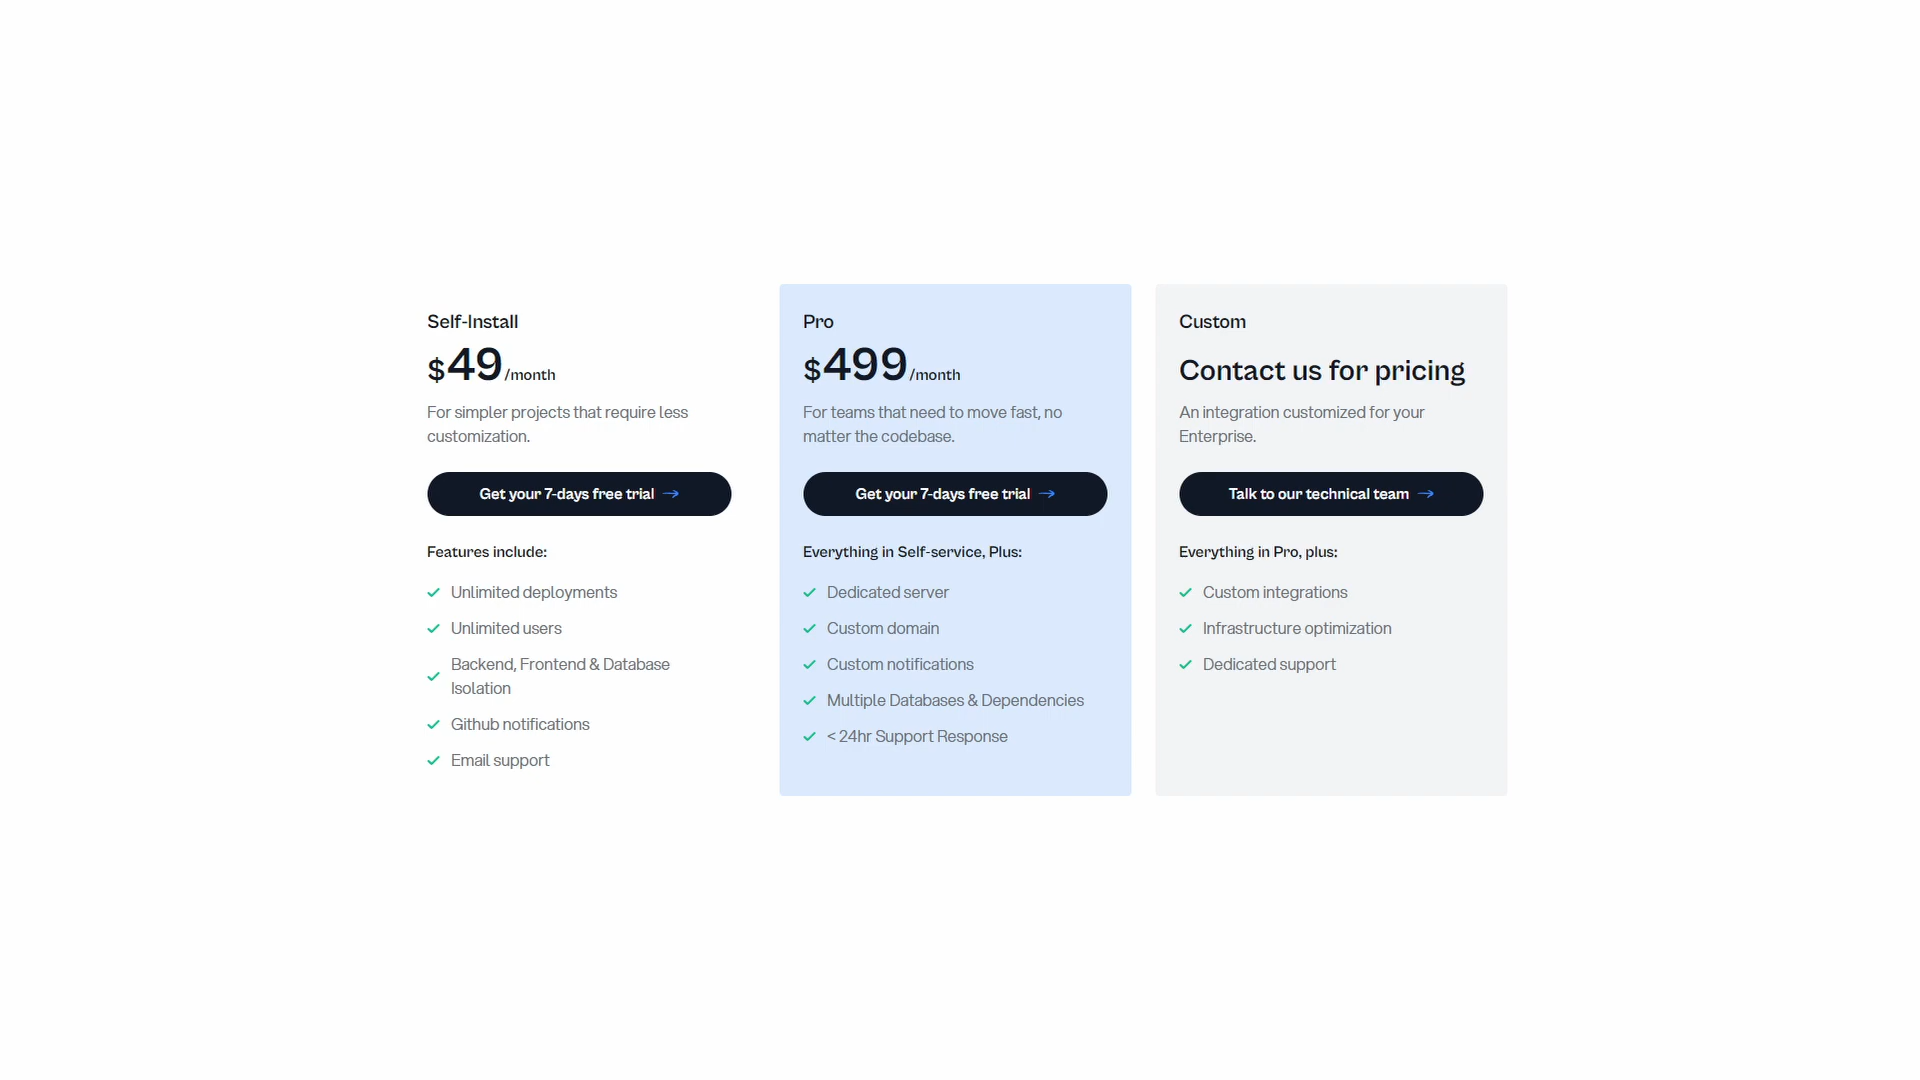 Self-Install
$49/month
For simpler projects that require less
customization.
Get your 7-days free trial →
Features include:
Unlimited deployments
Unlimited users
Backend, Frontend & Database
Isolation
Github notifications
Email support
Pro
$499/month
For teams that need to move fast, no
matter the codebase.
Get your 7-days free trial →
Everything in Self-service, Plus:
Dedicated server
Custom domain
Custom notifications
Multiple Databases & Dependencies
< 24hr Support Response
Custom
Contact us for pricing
An integration customized for your
Enterprise.
Talk to our technical team →
Everything in Pro, plus:
Custom integrations
Infrastructure optimization
Dedicated support